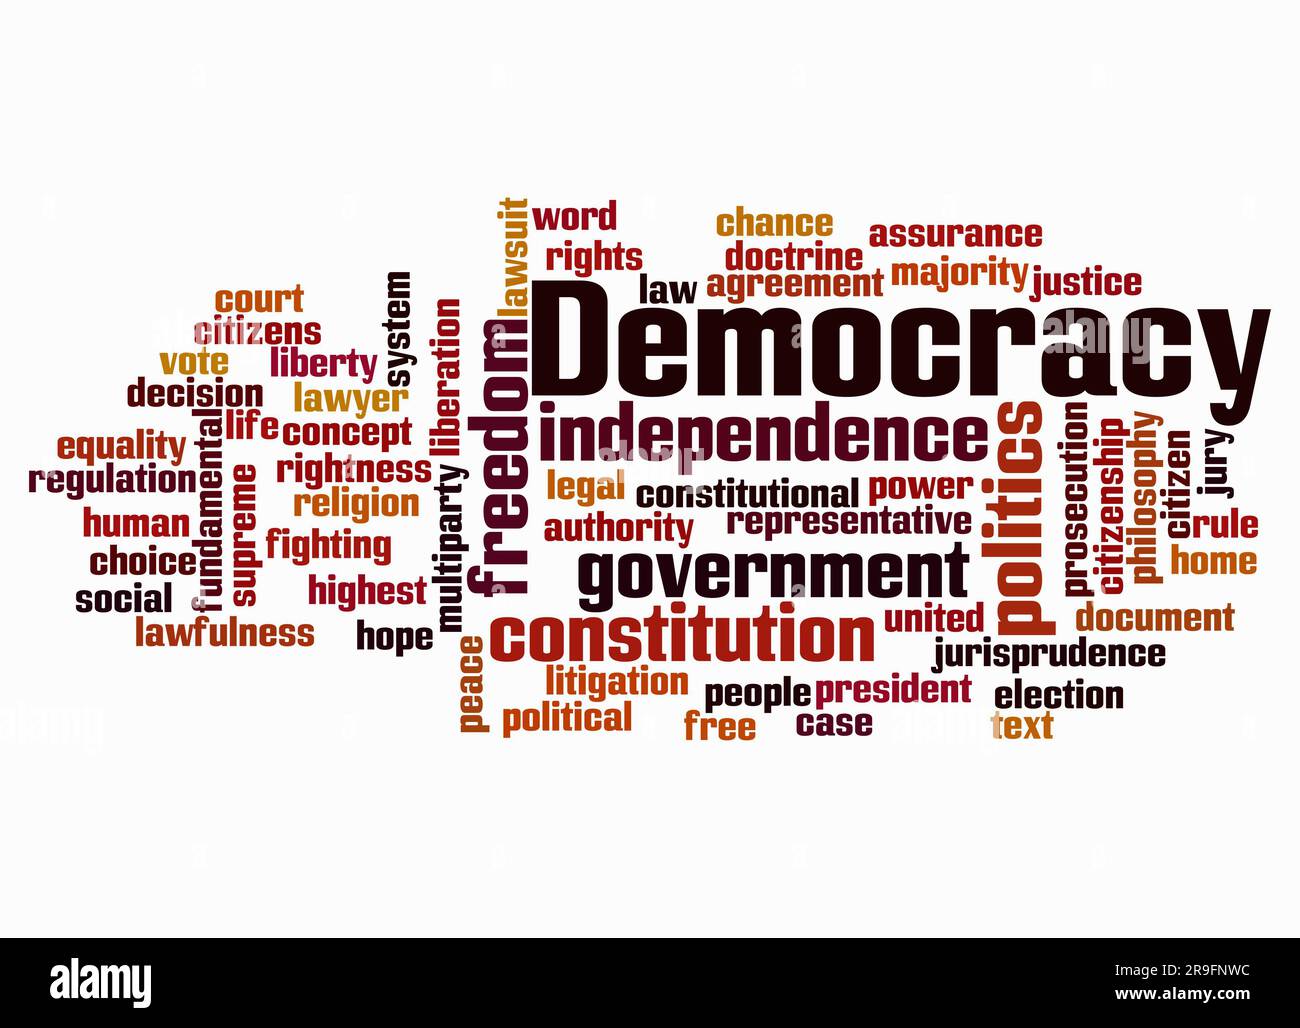 lawsuit
word
chance
assurance
rights
doctrine
law
agreement
majority
justice
court
system
citizens
liberation
freedom
Democracy
vote
liberty
decision
lawyer
independence
equality
fundamental
life
concept
politics
prosecution
citizenship
philosophy
citizen
jury
regulation
supreme
rightness
religion
multiparty
legal
constitutional
power
human
authority
representative
rule
fighting
choice
government
home
social
highest
lawfulness
hope
constitution
united
document
peace
jurisprudence
litigation
people
president
election
political
free
case
text
alamy
alamy
Image ID: R9FNWC
www.alamy.com